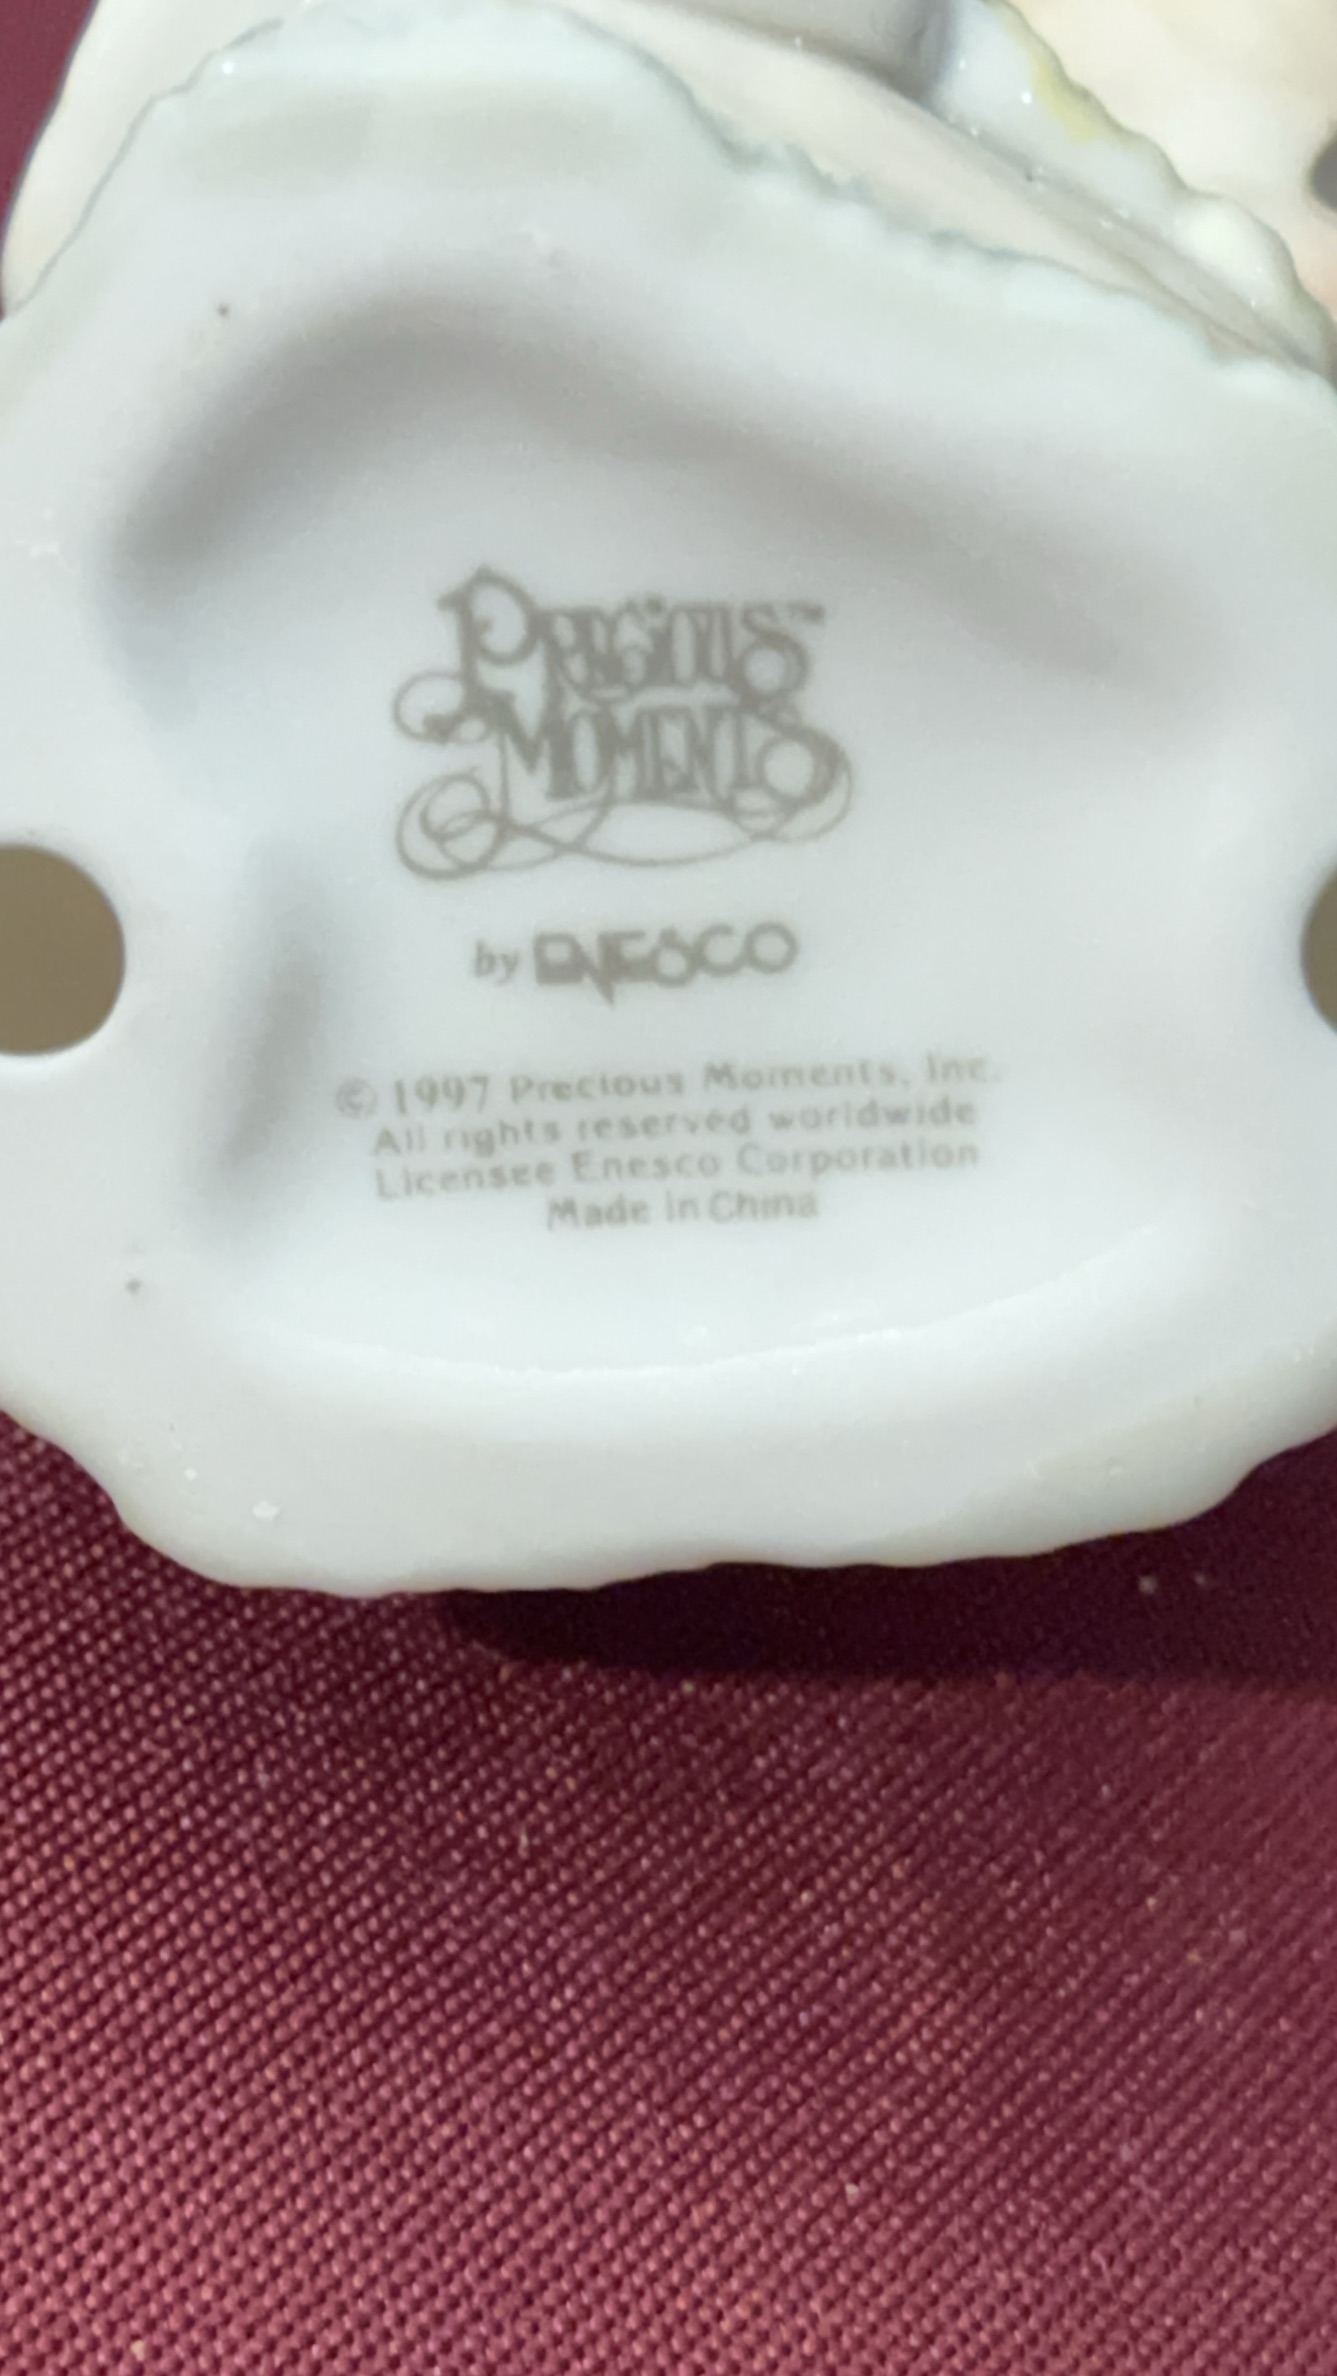 PRECIOUS™
MOMENTS
by ENESCO
© 1997 Precious Moments, Inc.
All rights reserved worldwide
Licensee Enesco Corporation
Made in China